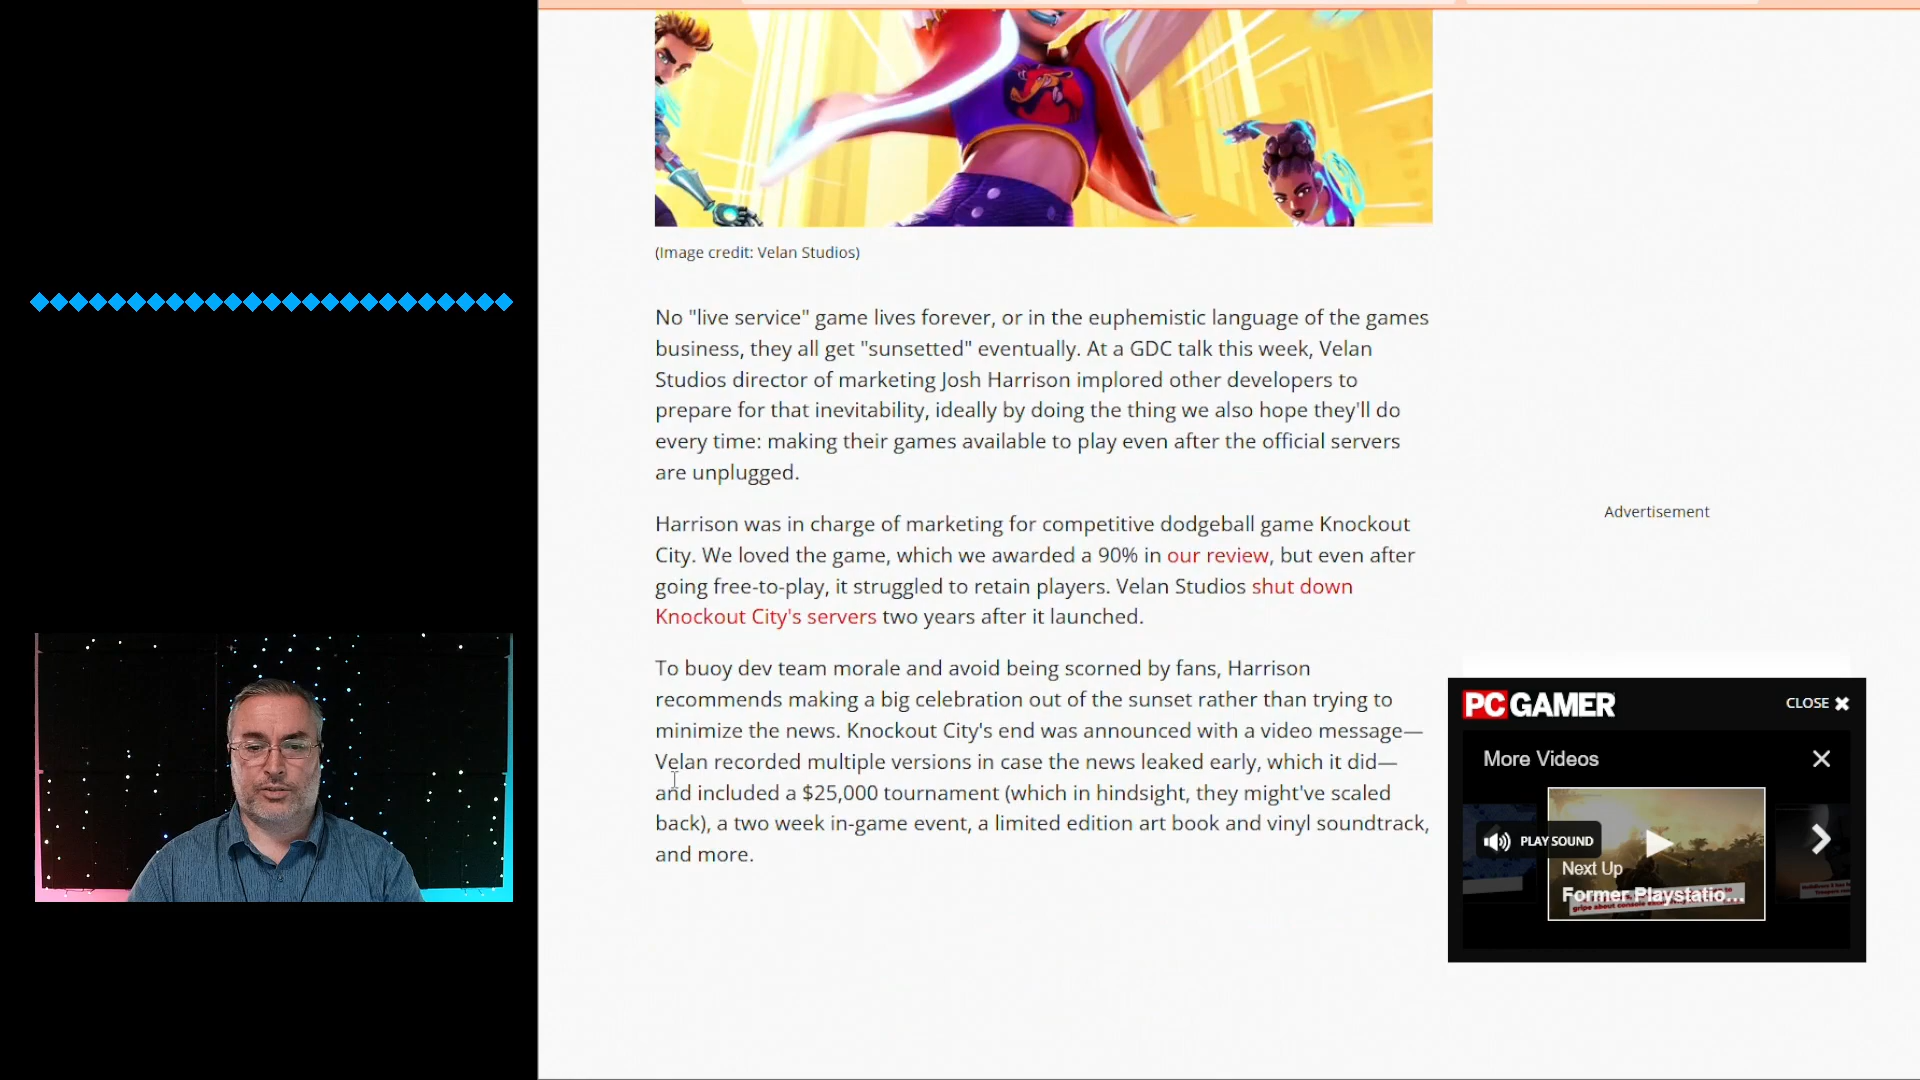 (Image credit: Velan Studios)
No "live service" game lives forever, or in the euphemistic language of the games
business, they all get "sunsetted" eventually. At a GDC talk this week, Velan
Studios director of marketing Josh Harrison implored other developers to
prepare for that inevitability, ideally by doing the thing we also hope they'll do
every time: making their games available to play even after the official servers
are unplugged.
Harrison was in charge of marketing for competitive dodgeball game Knockout
City. We loved the game, which we awarded a 90% in our review, but even after
going free-to-play, it struggled to retain players. Velan Studios shut down
Knockout City's servers two years after it launched.
To buoy dev team morale and avoid being scorned by fans, Harrison
recommends making a big celebration out of the sunset rather than trying to
minimize the news. Knockout City's end was announced with a video message—
Velan recorded multiple versions in case the news leaked early, which it did—
and included a $25,000 tournament (which in hindsight, they might've scaled
back), a two week in-game event, a limited edition art book and vinyl soundtrack,
and more.
Advertisement
PC GAMER
CLOSE
More Videos
PLAY SOUND
Next Up
Former Playstatio...